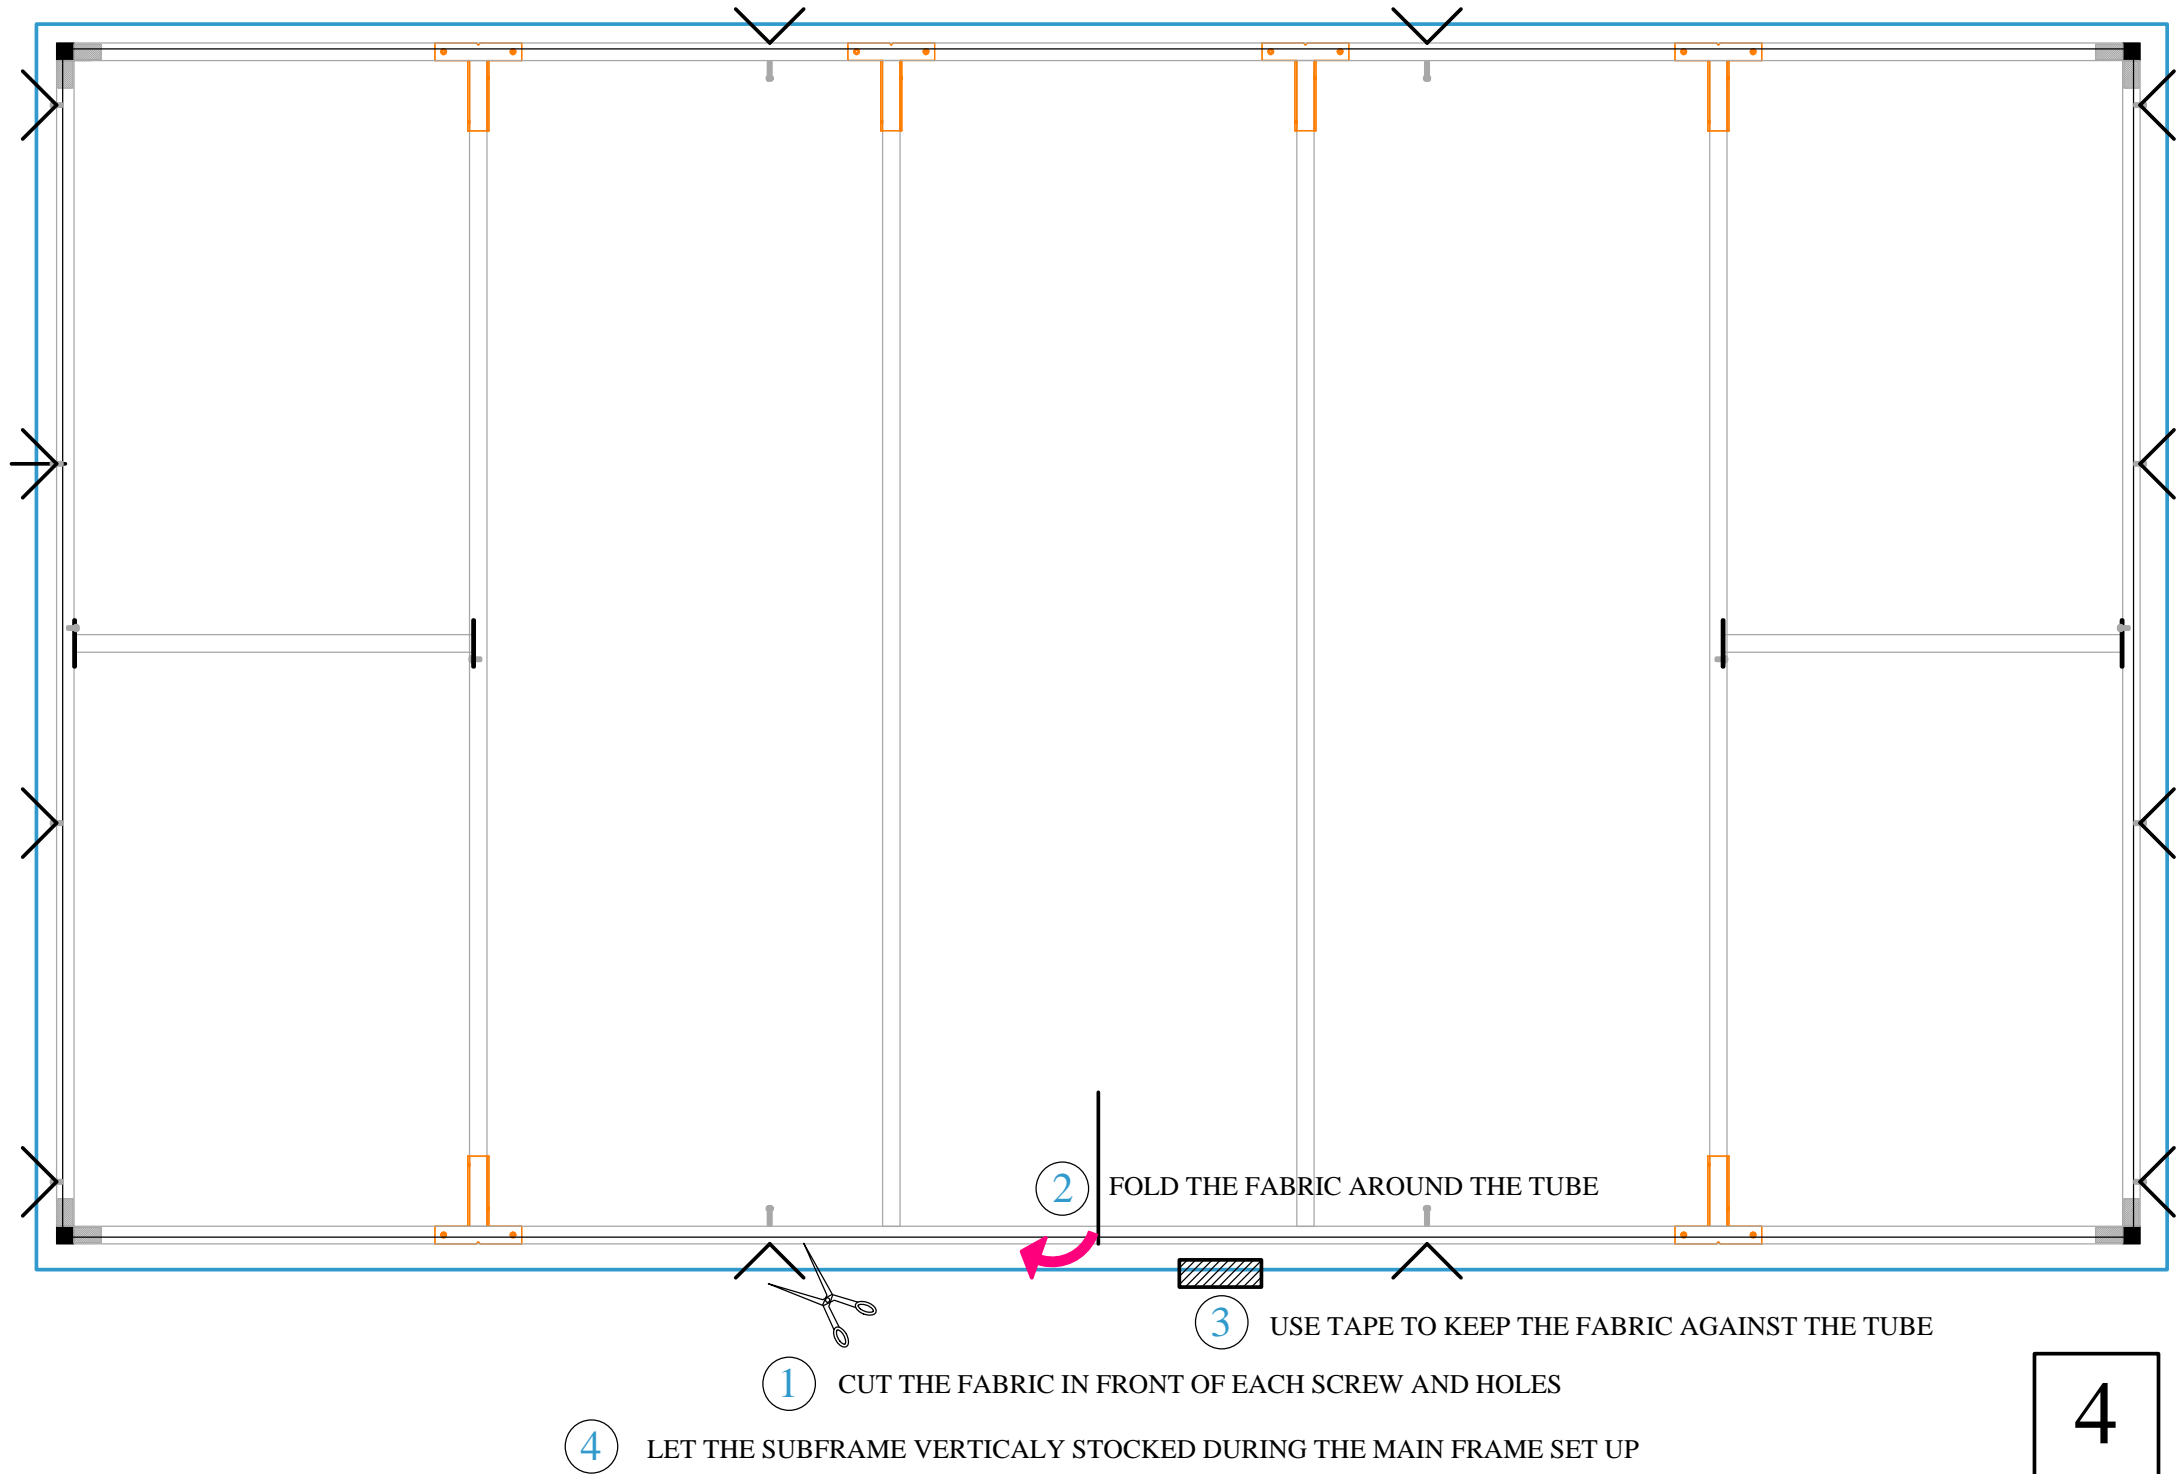 2 FOLD THE FABRIC AROUND THE TUBE
3 USE TAPE TO KEEP THE FABRIC AGAINST THE TUBE
1 CUT THE FABRIC IN FRONT OF EACH SCREW AND HOLES
4 LET THE SUBFRAME VERTICALY STOCKED DURING THE MAIN FRAME SET UP
4